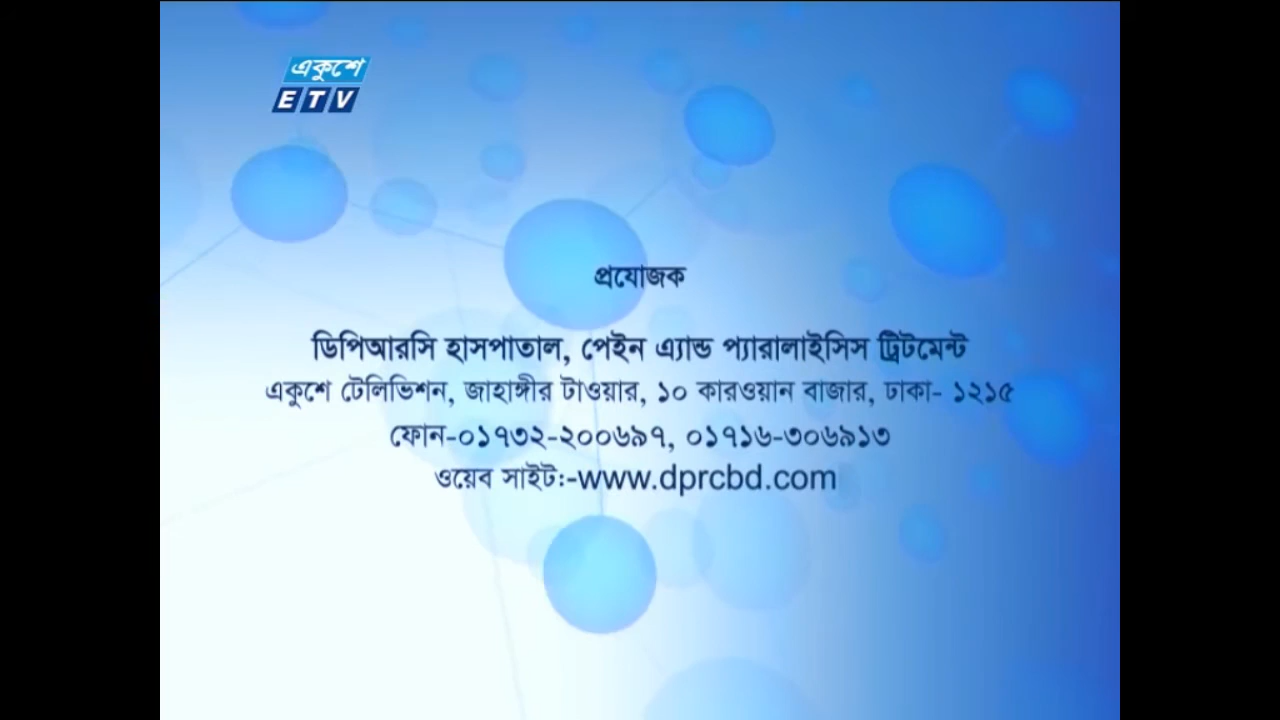 একুশে
ETV
প্রযোজক
ডিপিআরসি হাসপাতাল, পেইন এ্যান্ড প্যারালাইসিস ট্রিটমেন্ট
একুশে টেলিভিশন, জাহাঙ্গীর টাওয়ার, ১০ কারওয়ান বাজার, ঢাকা- ১২১৫
ফোন-০১৭৩২-২০০৬৯৭, ০১৭১৬-৩০৬৯১৩
ওয়েব সাইট:-www.dprcbd.com